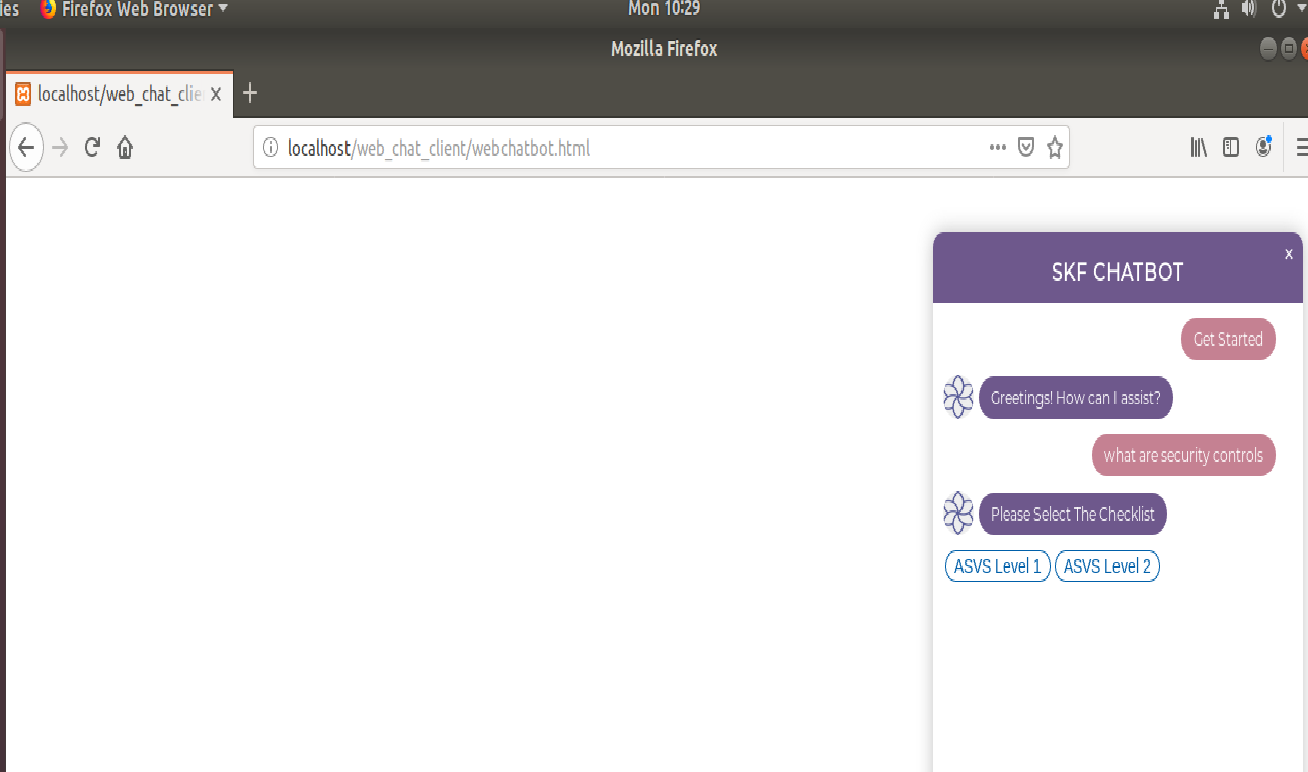 ies Firefox Web Browser Mon 10:29
Mozilla Firefox
localhost/web_chat_clie
localhost/web_chat_client/webchatbot.html
x
SKF CHATBOT
Get Started
Greetings! How can I assist?
what are security controls
Please Select The Checklist
ASVS Level 1 ASVS Level 2